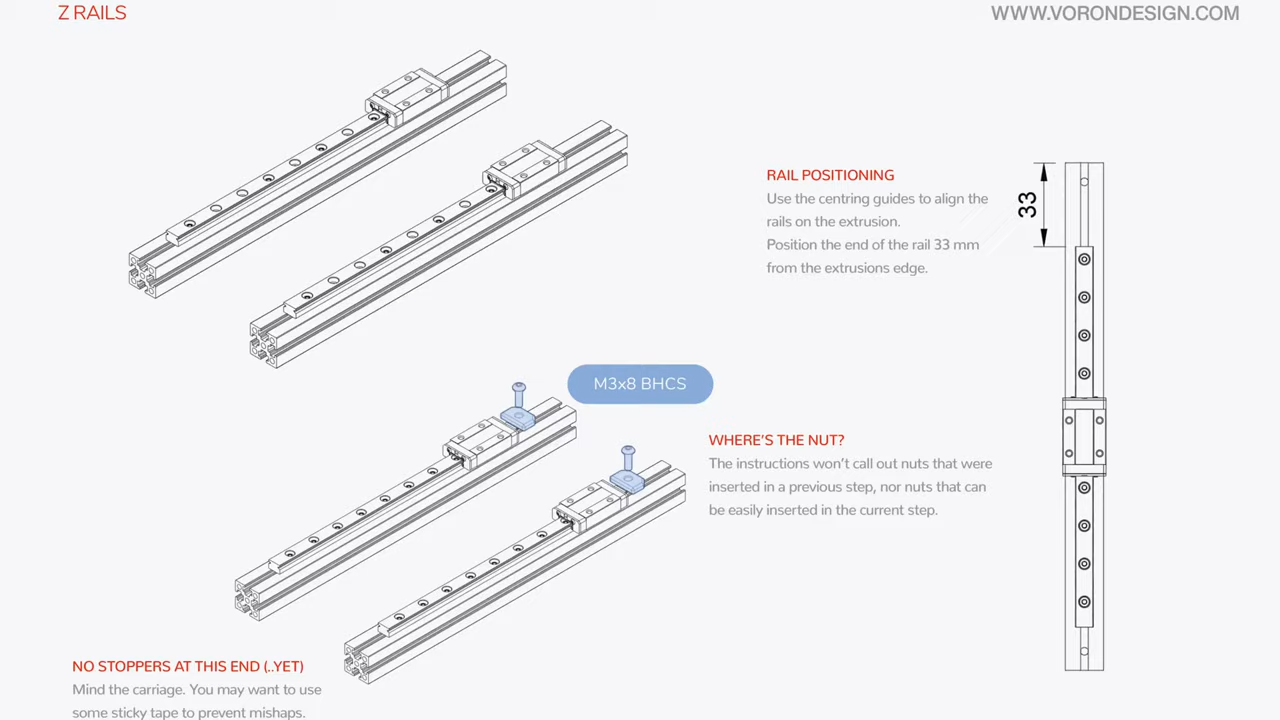 Z RAILS
WWW.VORONDESIGN.COM
RAIL POSITIONING
Use the centring guides to align the
rails on the extrusion.
Position the end of the rail 33 mm
from the extrusions edge.
33
M3x8 BHCS
WHERE'S THE NUT?
The instructions won't call out nuts that were
inserted in a previous step, nor nuts that can
be easily inserted in the current step.
NO STOPPERS AT THIS END (..YET)
Mind the carriage. You may want to use
some sticky tape to prevent mishaps.